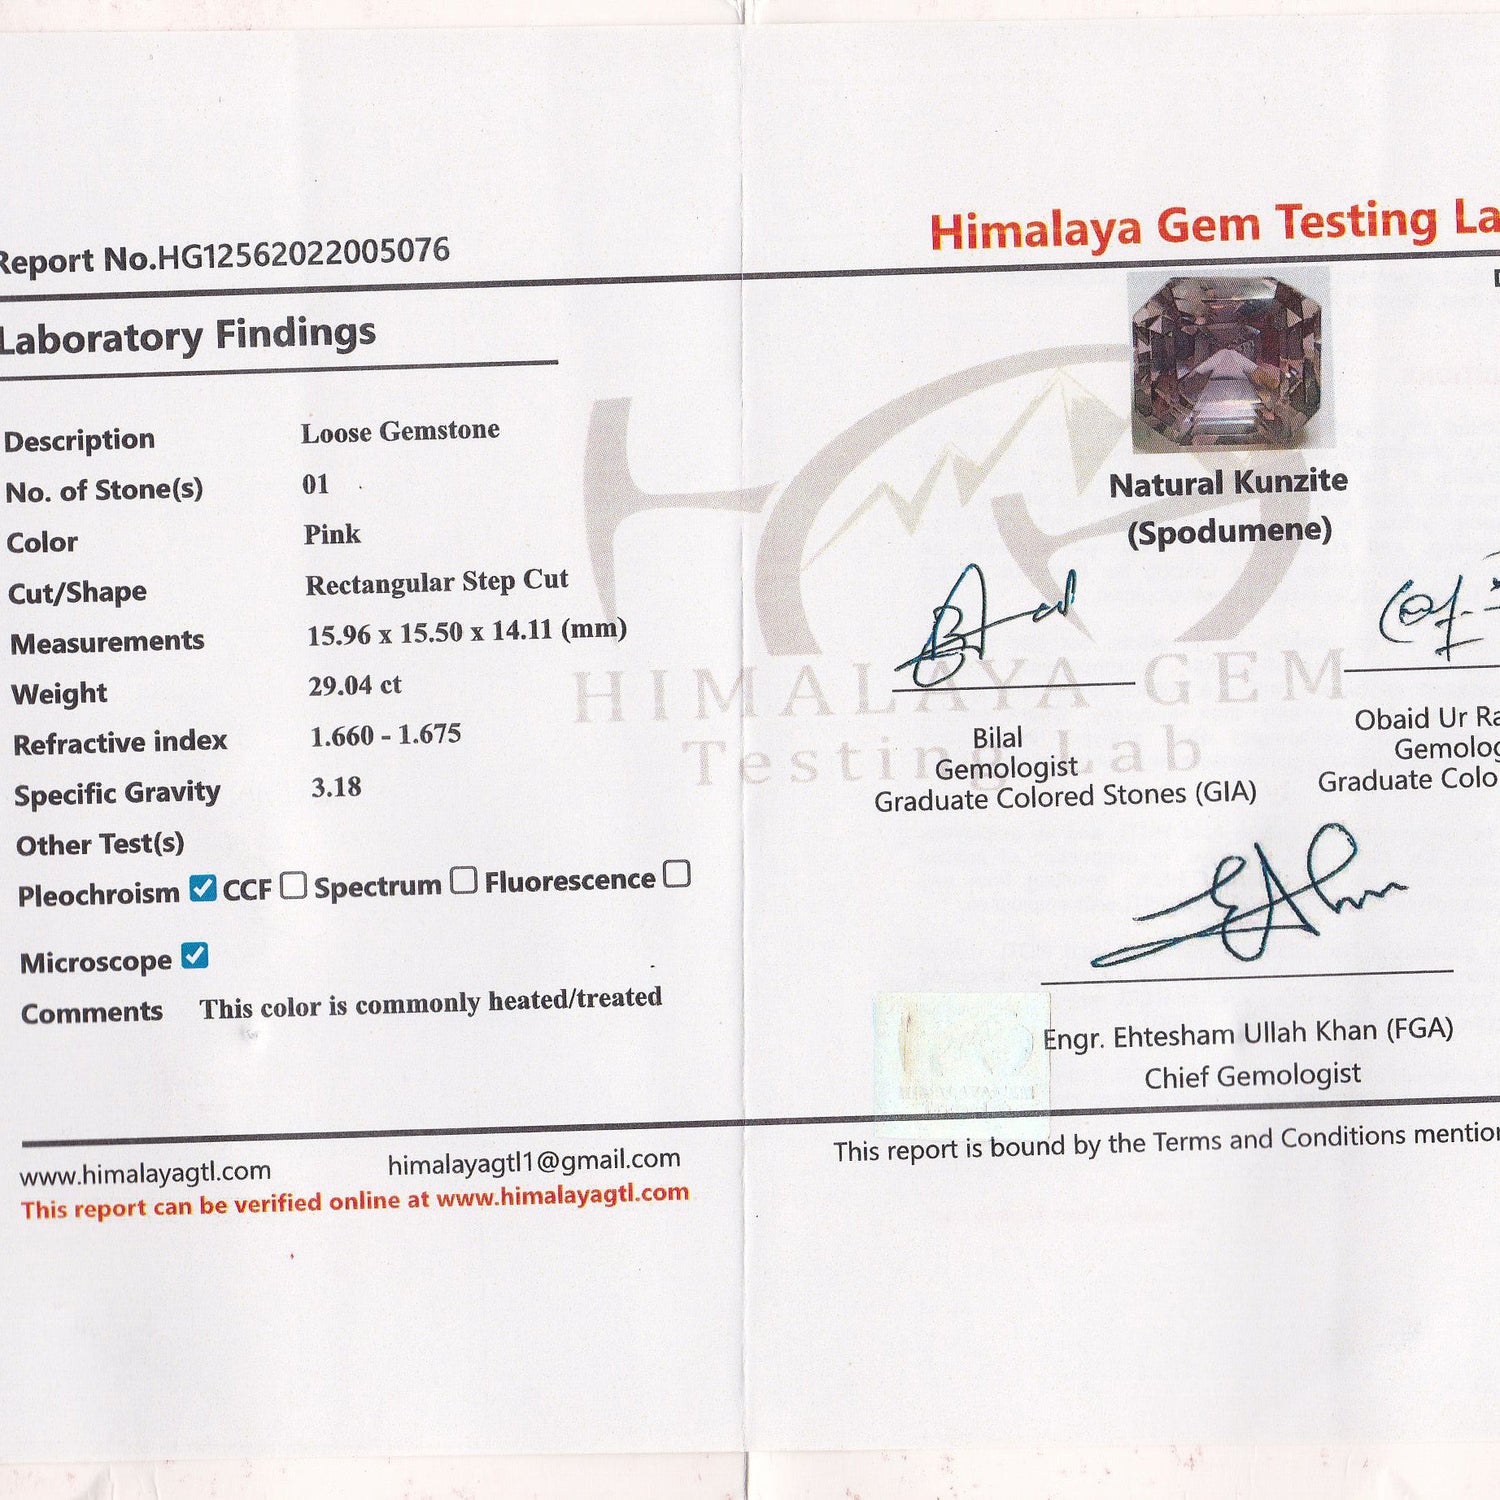 Report No.HG12562022005076
Laboratory Findings
Description Loose Gemstone
No. of Stone(s) 01
Color Pink
Cut/Shape Rectangular Step Cut
Measurements 15.96 x 15.50 x 14.11 (mm)
Weight 29.04 ct
Refractive index 1.660 - 1.675
Specific Gravity 3.18
Other Test(s)
Pleochroism CCF Spectrum Fluorescence
Microscope
Comments This color is commonly heated/treated
www.himalayagtl.com himalayagtl1@gmail.com
This report can be verified online at www.himalayagtl.com
Himalaya Gem Testing La
Natural Kunzite
(Spodumene)
HIMALAYA GEM
Testing Lab
Bilal
Gemologist
Graduate Colored Stones (GIA)
Obaid Ur Ra
Gemolog
Graduate Colo
Engr. Ehtesham Ullah Khan (FGA)
Chief Gemologist
This report is bound by the Terms and Conditions mention